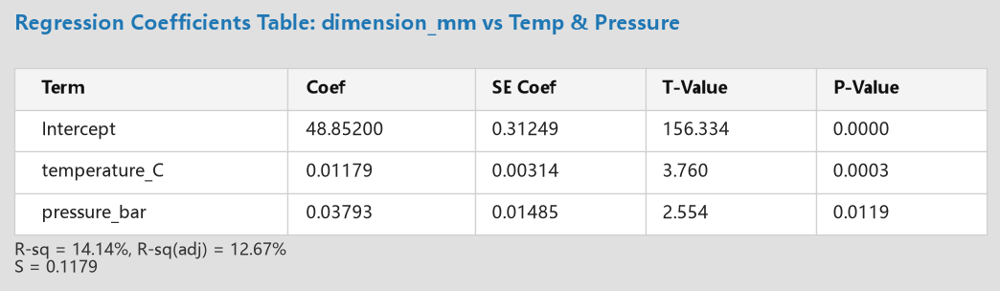 Regression Coefficients Table: dimension_mm vs Temp & Pressure
Term Coef SE Coef T-Value P-Value
Intercept 48.85200 0.31249 156.334 0.0000
temperature_C 0.01179 0.00314 3.760 0.0003
pressure_bar 0.03793 0.01485 2.554 0.0119
R-sq = 14.14%, R-sq(adj) = 12.67%
S = 0.1179